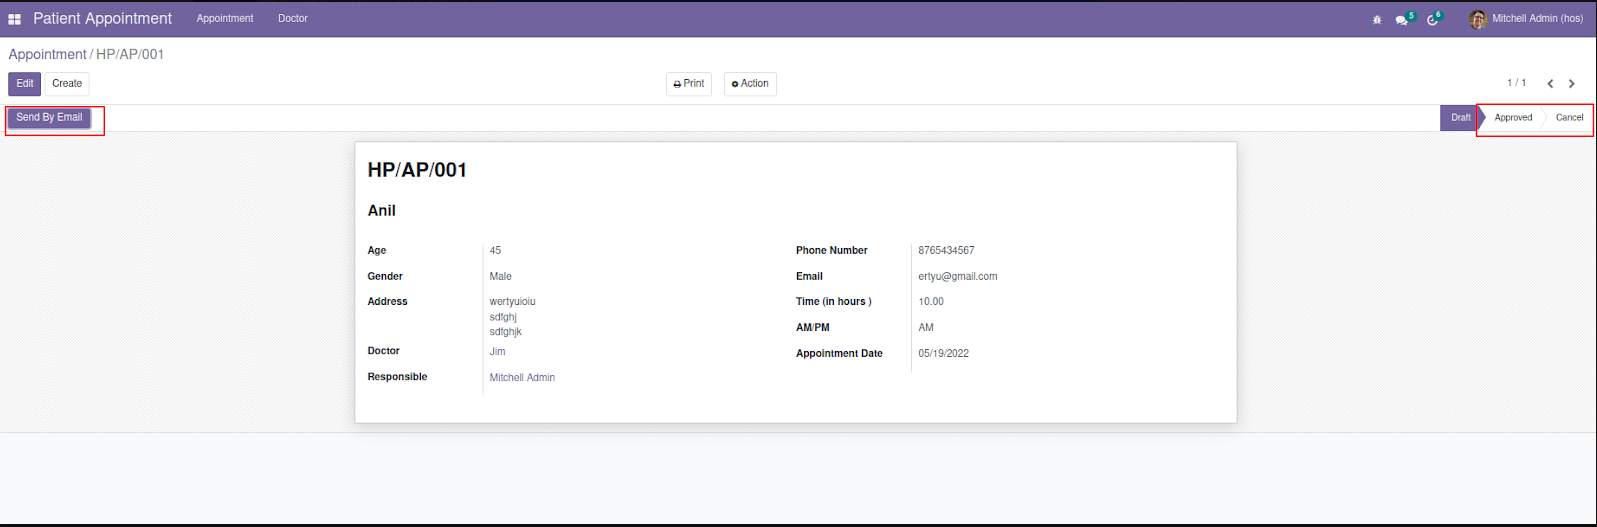 Patient Appointment Appointment Doctor 5 6 Mitchell Admin (hos)
Appointment / HP/AP/001
Edit Create Print Action 1 / 1
Send By Email Draft Approved Cancel
HP/AP/001
Anil
Age 45 Phone Number 8765434567
Gender Male Email ertyu@gmail.com
Address wertyuioiu Time (in hours ) 10.00
sdfghj
sdfghjk AM/PM AM
Doctor Jim Appointment Date 05/19/2022
Responsible Mitchell Admin